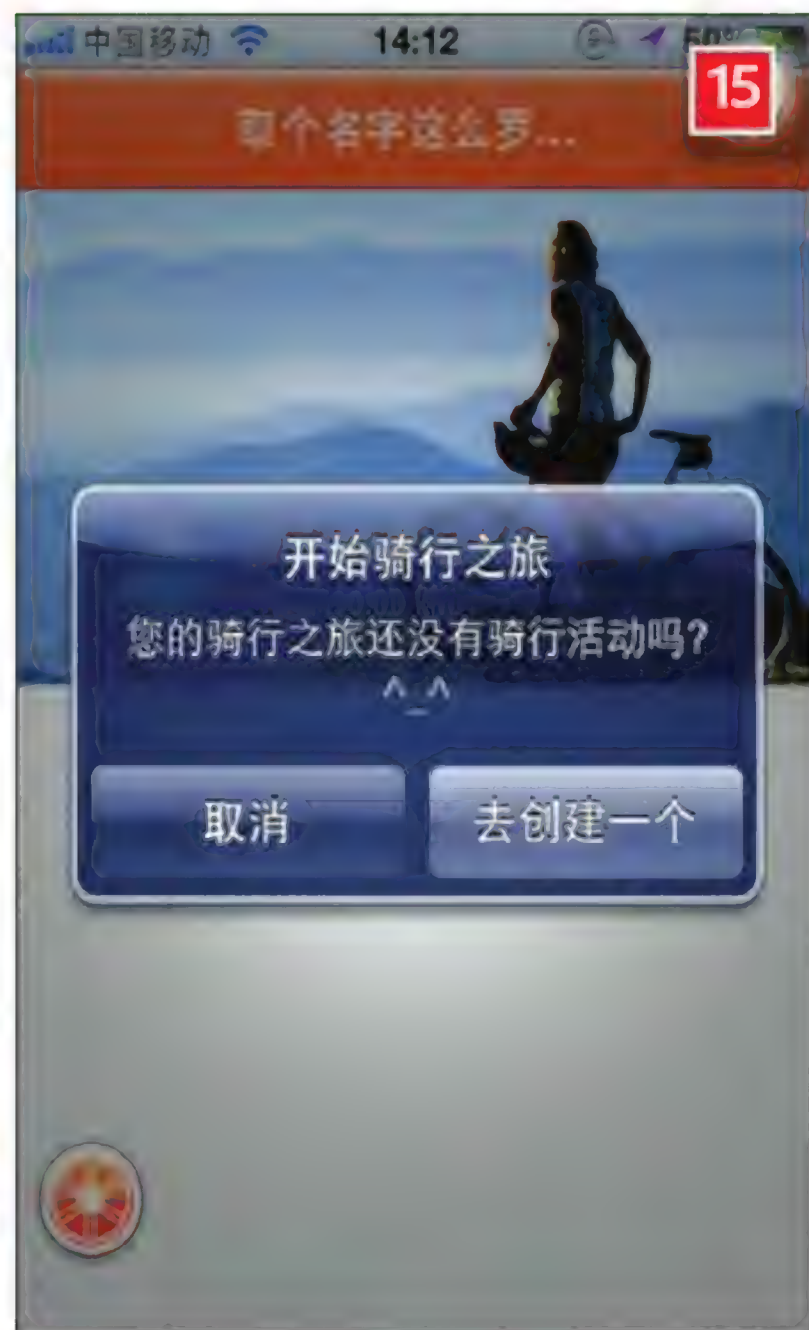 中国移动 14:12
15
取个名字这么罗...
开始骑行之旅
您的骑行之旅还没有骑行活动吗?
^_^
取消 去创建一个